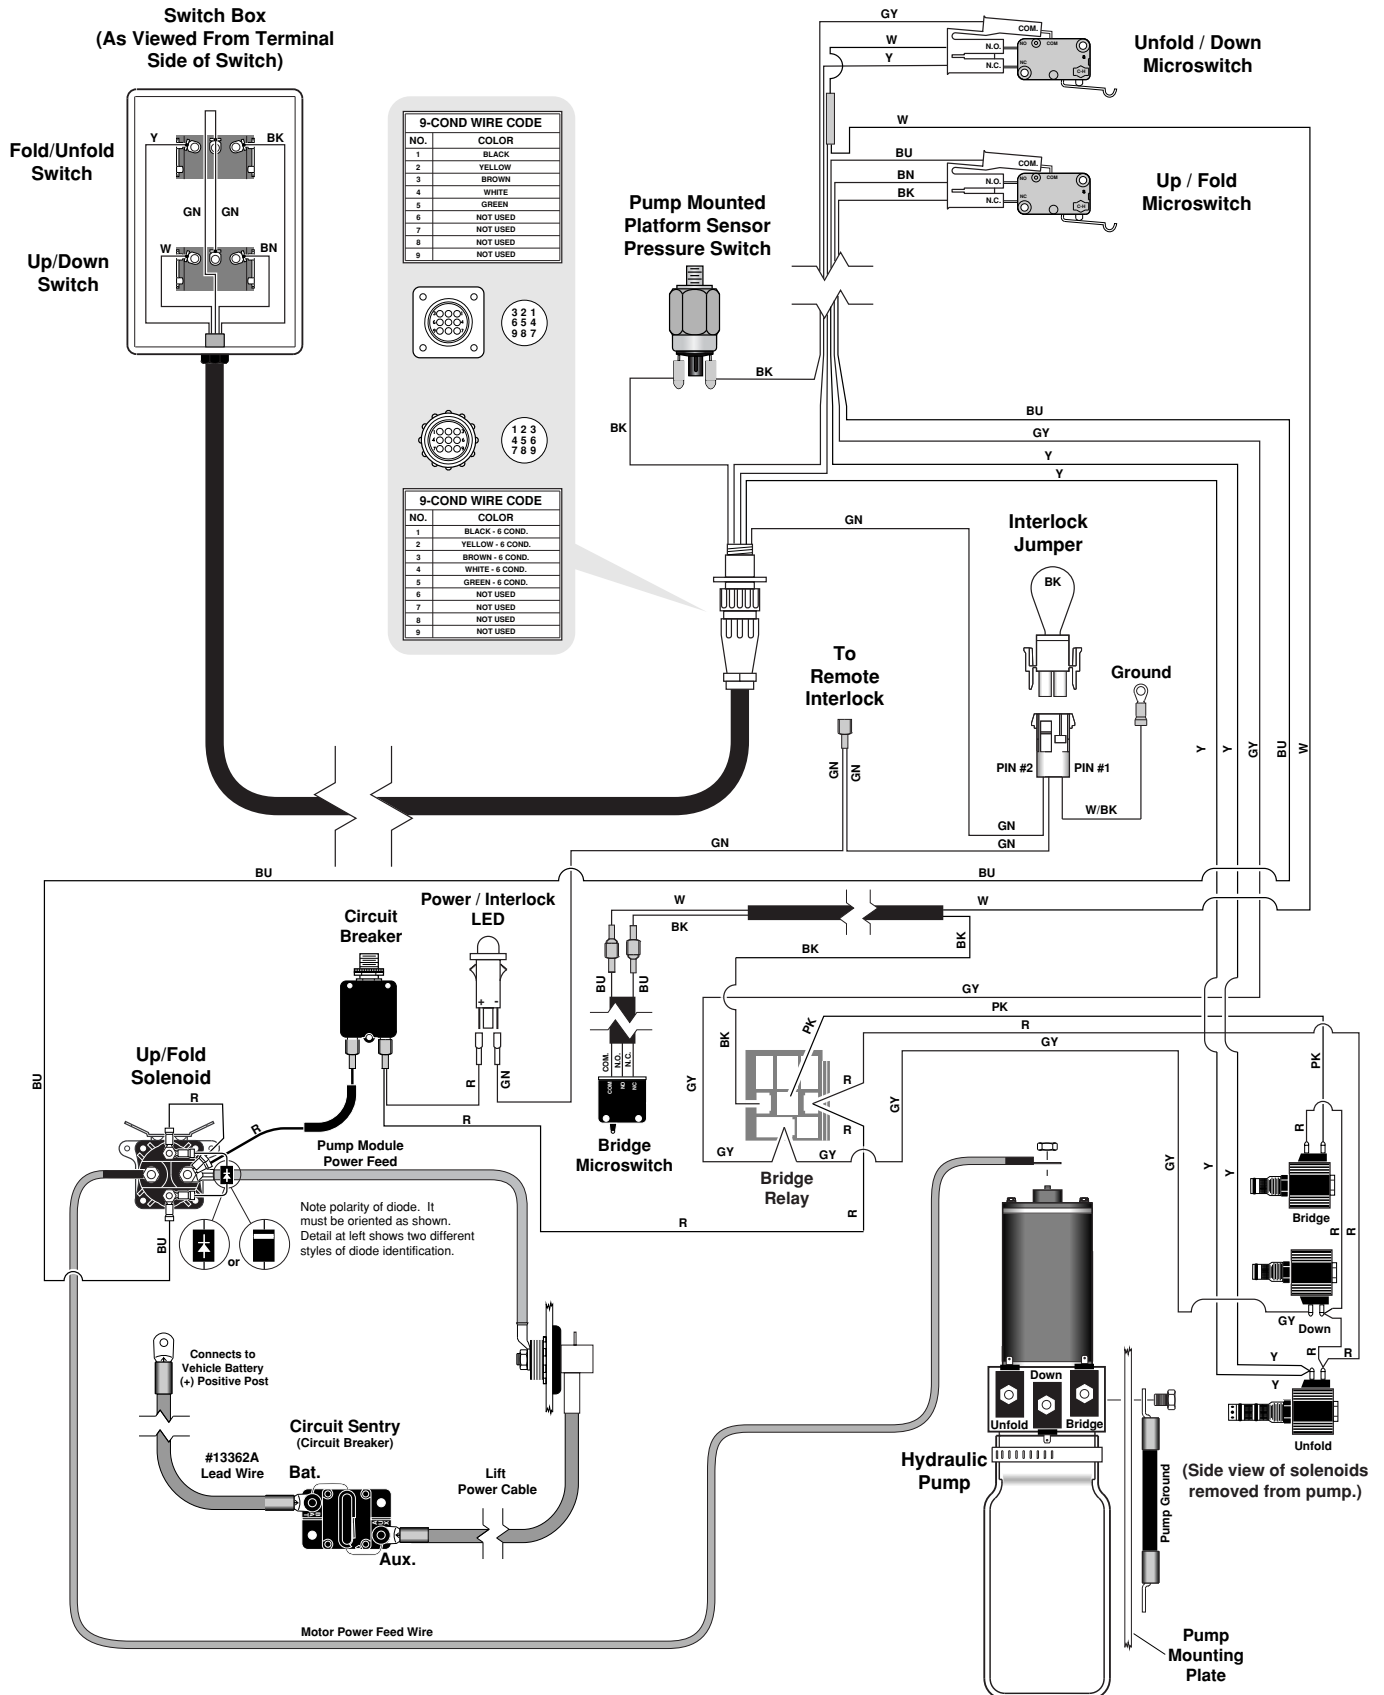 Switch Box
(As Viewed From Terminal
Side of Switch)
Fold/Unfold
Switch
Y
BK
GN
GN
Up/Down
Switch
W
BN
9-COND WIRE CODE
NO. COLOR
1 BLACK
2 YELLOW
3 BROWN
4 WHITE
5 GREEN
6 NOT USED
7 NOT USED
8 NOT USED
9 NOT USED
3 2 1
6 5 4
9 8 7
1 2 3
4 5 6
7 8 9
9-COND WIRE CODE
NO. COLOR
1 BLACK - 6 COND.
2 YELLOW - 6 COND.
3 BROWN - 6 COND.
4 WHITE - 6 COND.
5 GREEN - 6 COND.
6 NOT USED
7 NOT USED
8 NOT USED
9 NOT USED
GY
W
Y
COM.
N.O.
N.C.
NO
COM
NC
C-H
Unfold / Down
Microswitch
W
BU
BN
BK
COM.
N.O.
N.C.
NO
COM
NC
C-H
Up / Fold
Microswitch
Pump Mounted
Platform Sensor
Pressure Switch
BK
BK
BU
GY
Y
Y
GN
Interlock
Jumper
BK
To
Remote
Interlock
Ground
GN
GN
PIN #2
PIN #1
W/BK
GN
GN
GN
Y
Y
GY
BU
W
BU
BU
Circuit
Breaker
Power / Interlock
LED
+
-
R
GN
W
BK
W
BK
BK
BU
BU
COM.
N.O.
N.C.
COM
NO
NC
Bridge
Microswitch
GY
PK
R
GY
BK
PK
GY
R
R
GY
GY
GY
Bridge
Relay
PK
R
Bridge
R
R
GY
Down
R
R
Y
Y
Unfold
GY
Y
Y
(Side view of solenoids
removed from pump.)
Up/Fold
Solenoid
BU
R
R
R
Pump Module
Power Feed
BU
or
Note polarity of diode. It
must be oriented as shown.
Detail at left shows two different
styles of diode identification.
R
R
Connects to
Vehicle Battery
(+) Positive Post
#13362A
Lead Wire
Circuit Sentry
(Circuit Breaker)
Bat.
Aux.
Lift
Power Cable
Motor Power Feed Wire
Unfold
Down
Bridge
Hydraulic
Pump
Pump Ground
Pump
Mounting
Plate